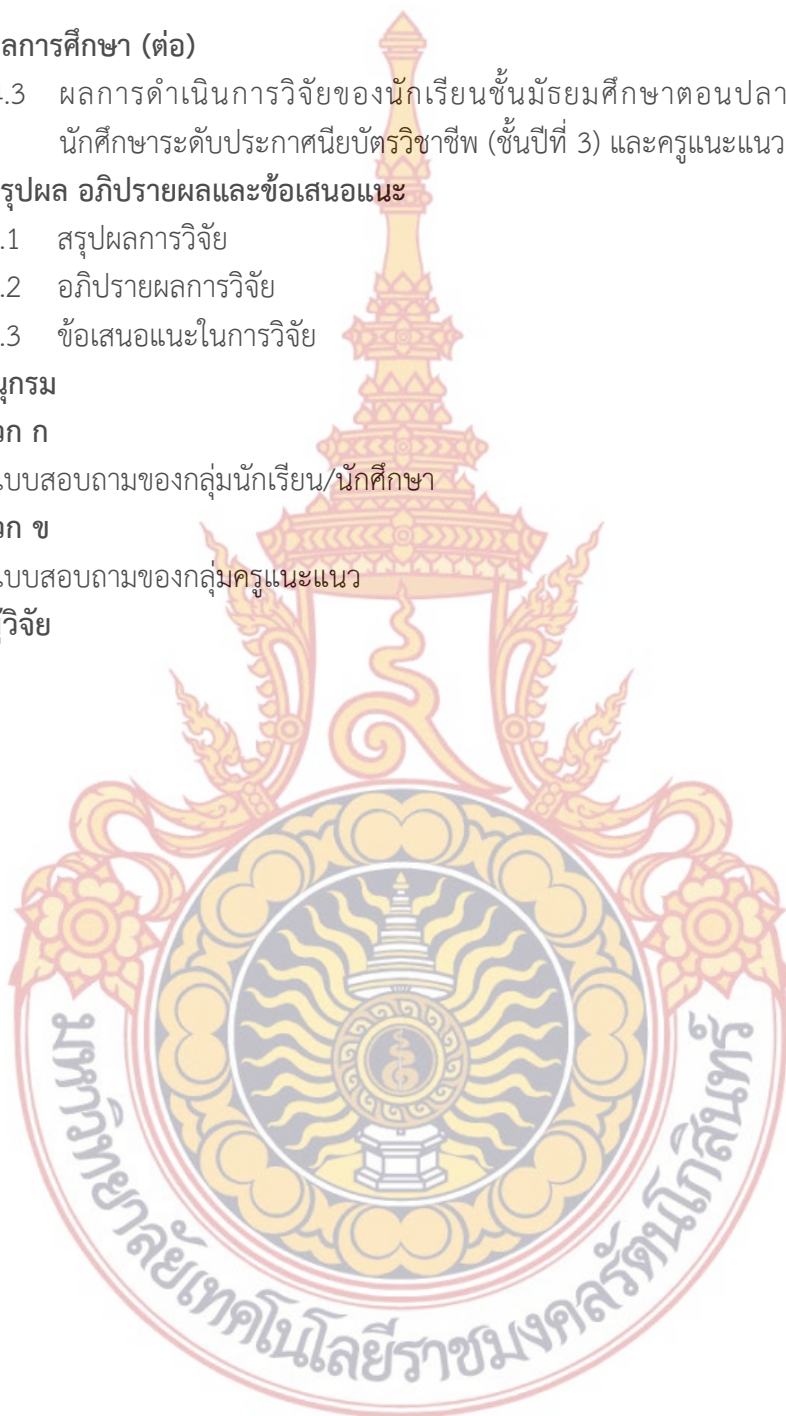 ลการศึกษา (ต่อ)
4.3 ผลการดำเนินการวิจัยของนักเรียนชั้นมัธยมศึกษาตอนปลา
นักศึกษาระดับประกาศนียบัตรวิชาชีพ (ชั้นปีที่ 3) และครูแนะแนว
รุปผล อภิปรายผลและข้อเสนอแนะ
.1 สรุปผลการวิจัย
.2 อภิปรายผลการวิจัย
.3 ข้อเสนอแนะในการวิจัย
นุกรม
วก ก
แบบสอบถามของกลุ่มนักเรียน/นักศึกษา
วก ข
แบบสอบถามของกลุ่มครูแนะแนว
ผู้วิจัย
มหาวิทยาลัยเทคโนโลยีราชมงคลรัตนโกสินทร์